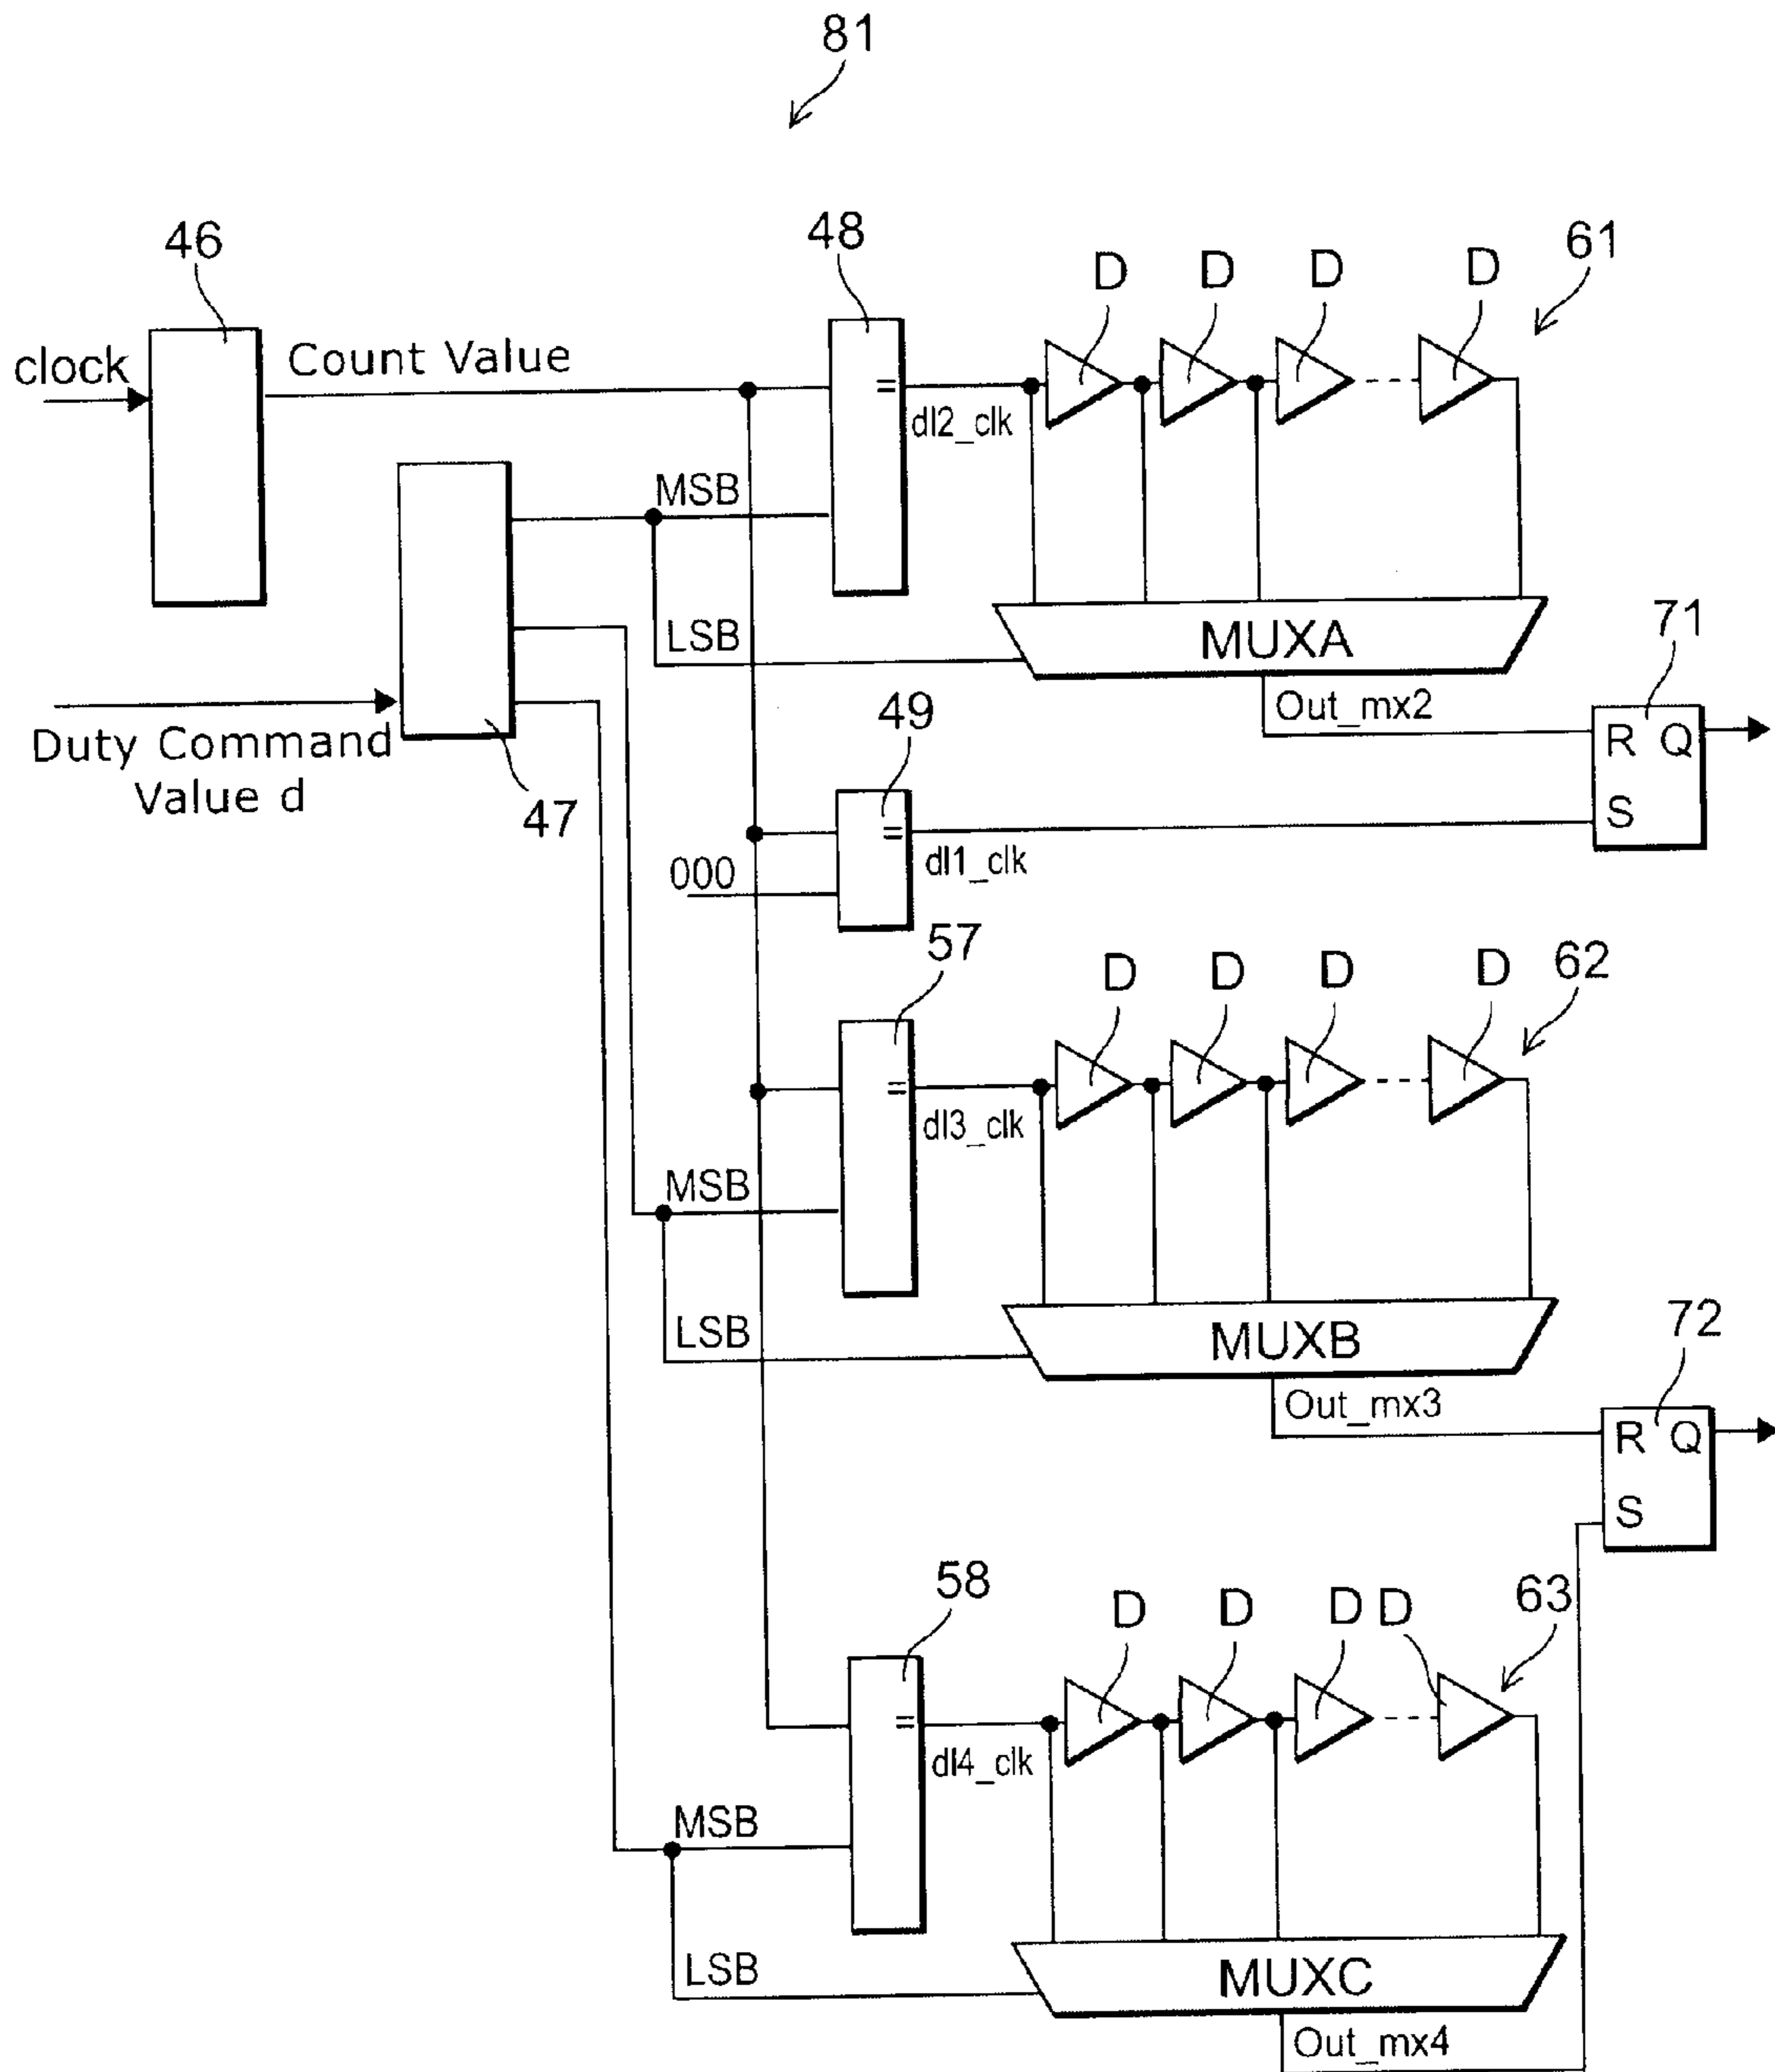 81
46
48
D
D
D
D
61
clock
Count Value
=
dl2_clk
MSB
LSB
MUXA
71
Out_mx2
R Q
S
Duty Command
Value d
47
49
=
dl1_clk
000
57
D
D
D
D
62
=
dl3_clk
MSB
LSB
MUXB
72
Out_mx3
R Q
S
58
D
D
D
D
63
=
dl4_clk
MSB
LSB
MUXC
Out_mx4